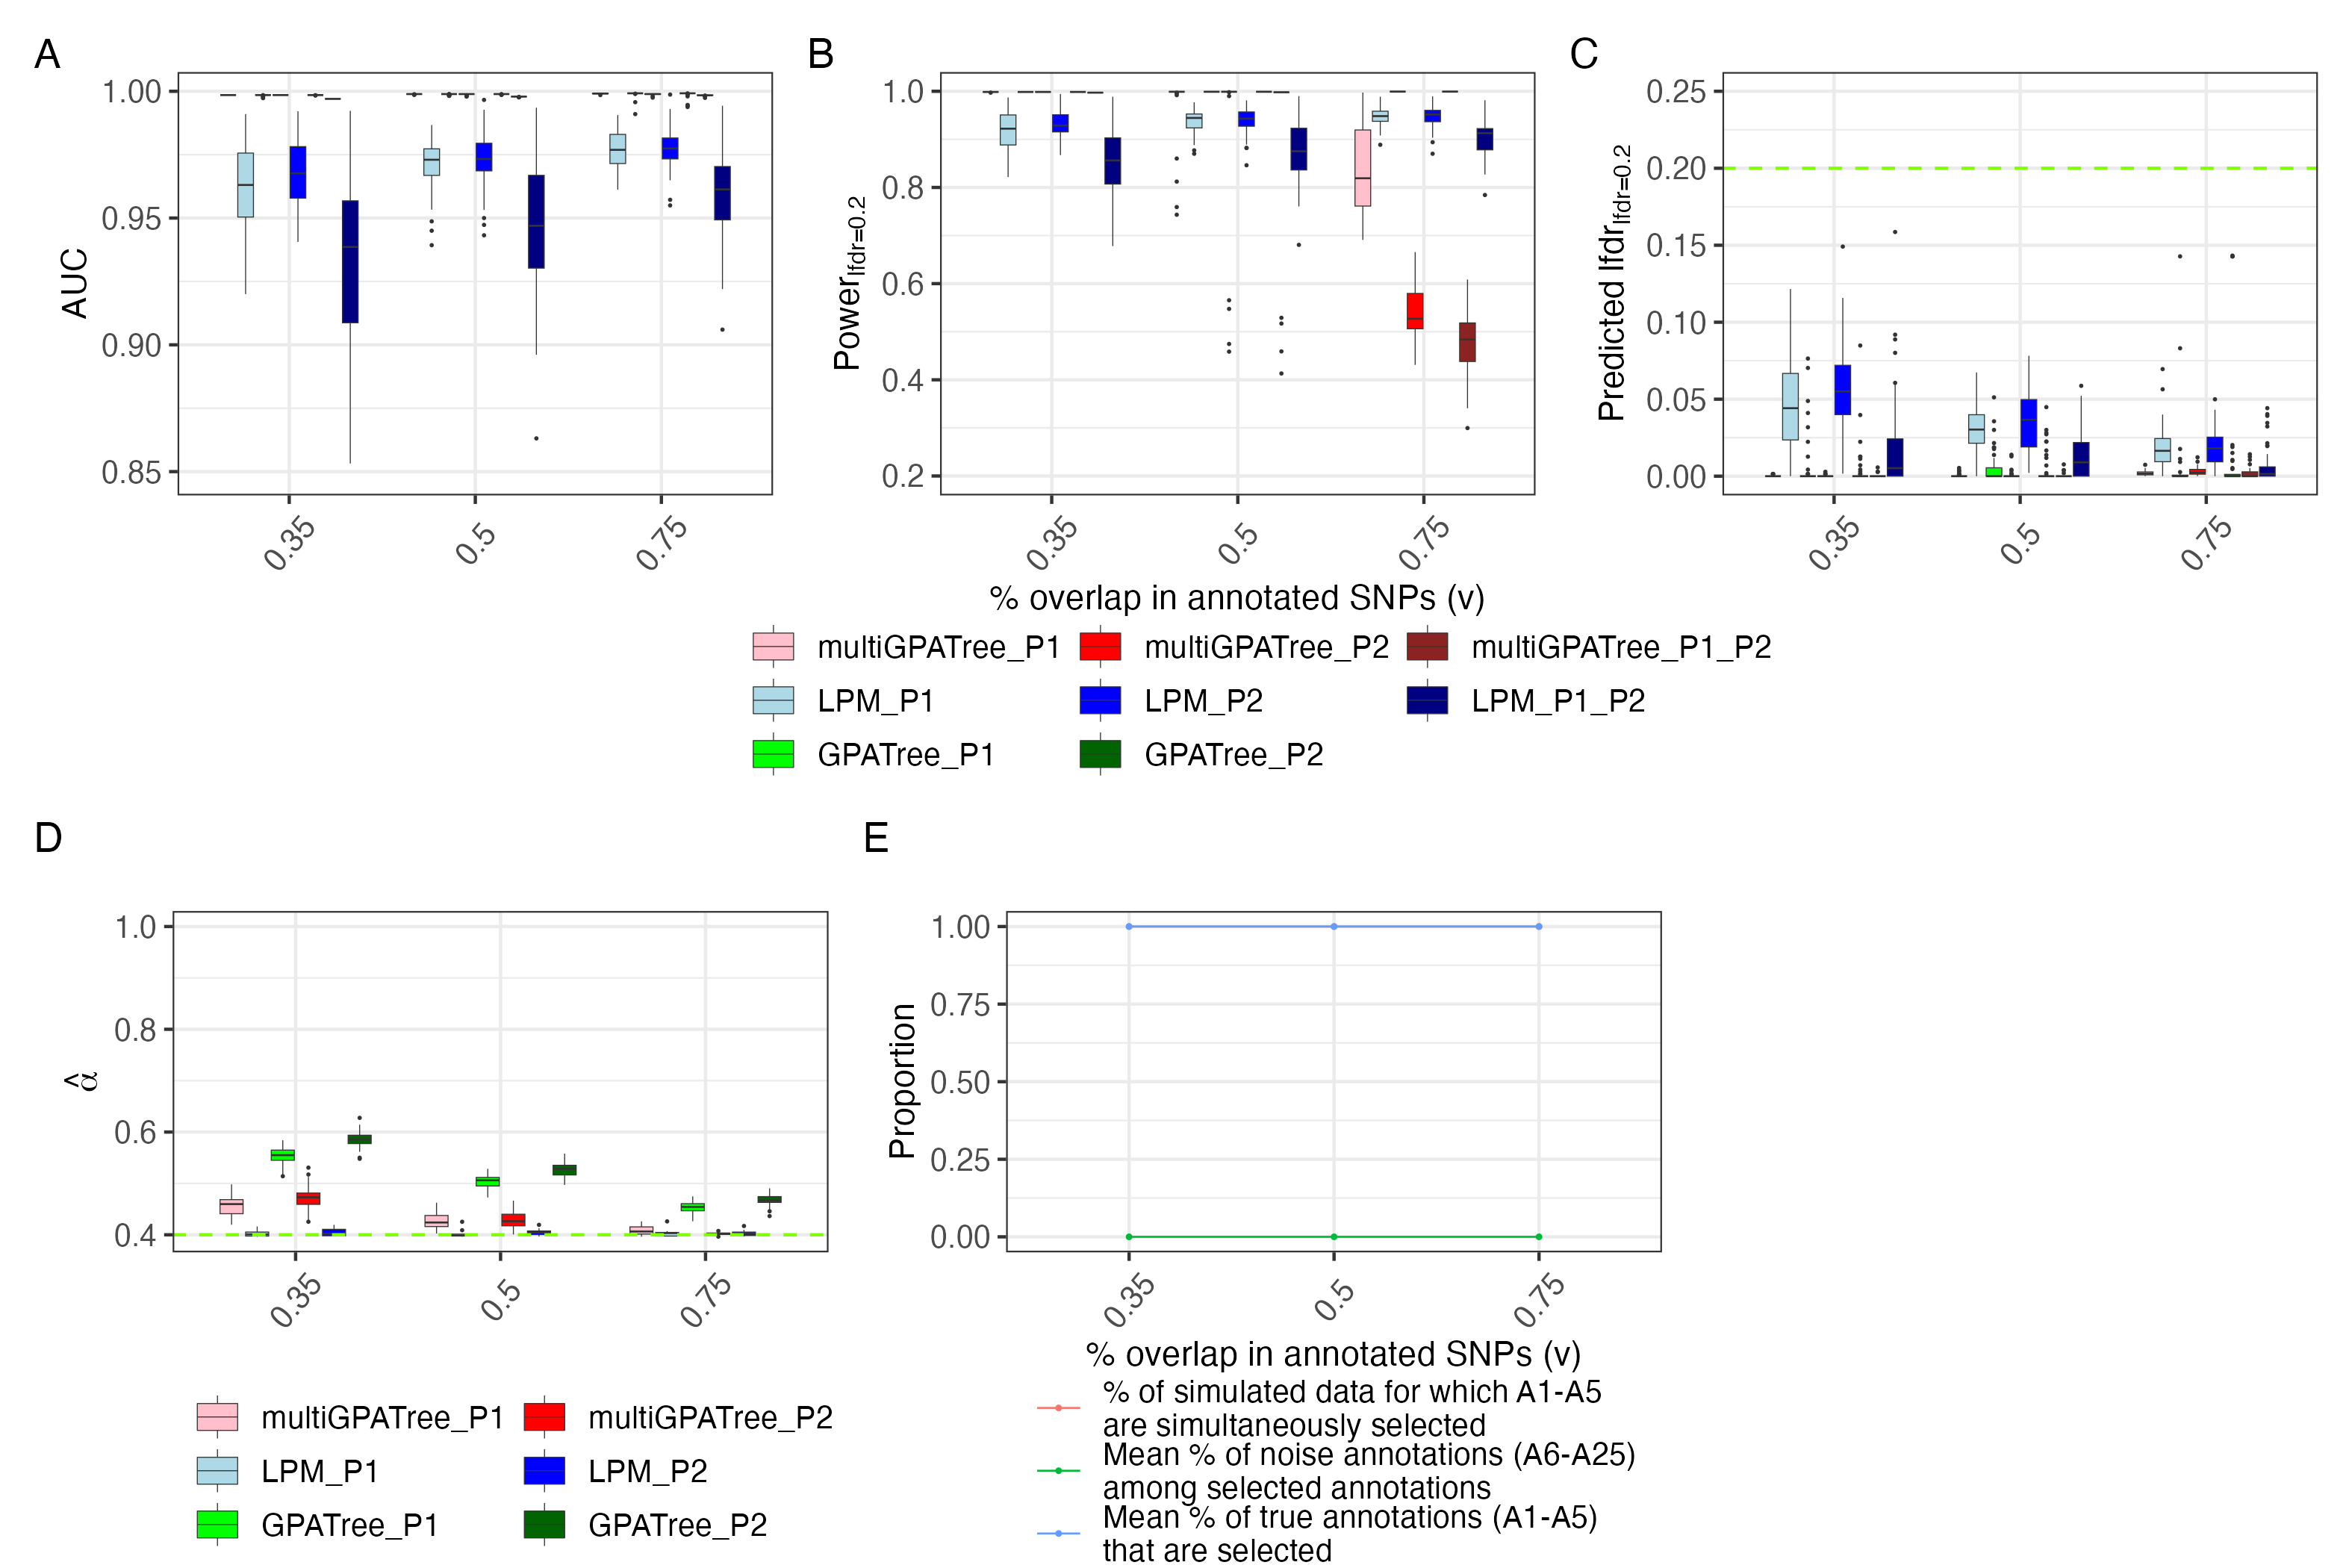 A
B
C
1.00
0.95
0.90
0.85
AUC
0.35
0.5
0.75
1.0
0.8
0.6
0.4
0.2
Power lfdr=0.2
0.35
0.5
0.75
0.25
0.20
0.15
0.10
0.05
0.00
Predicted lfdr lfdr=0.2
0.35
0.5
0.75
% overlap in annotated SNPs (v)
multiGPATree_P1
multiGPATree_P2
multiGPATree_P1_P2
LPM_P1
LPM_P2
LPM_P1_P2
GPATree_P1
GPATree_P2
D
E
1.0
0.8
0.6
0.4
α̂
0.35
0.5
0.75
multiGPATree_P1
multiGPATree_P2
LPM_P1
LPM_P2
GPATree_P1
GPATree_P2
1.00
0.75
0.50
0.25
0.00
Proportion
0.35
0.5
0.75
% overlap in annotated SNPs (v)
% of simulated data for which A1-A5
are simultaneously selected
Mean % of noise annotations (A6-A25)
among selected annotations
Mean % of true annotations (A1-A5)
that are selected